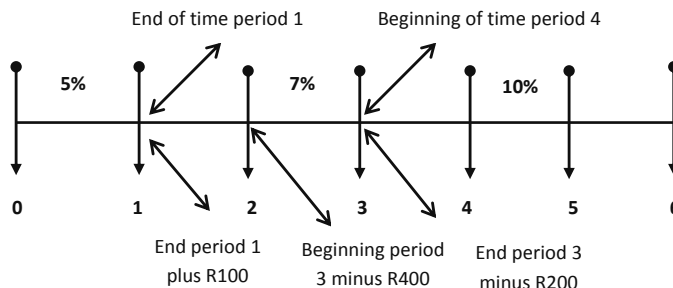 End of time period 1
Beginning of time period 4
5%
7%
10%
0
1
2
3
4
5
End period 1
plus R100
Beginning period
3 minus R400
End period 3
minus R200